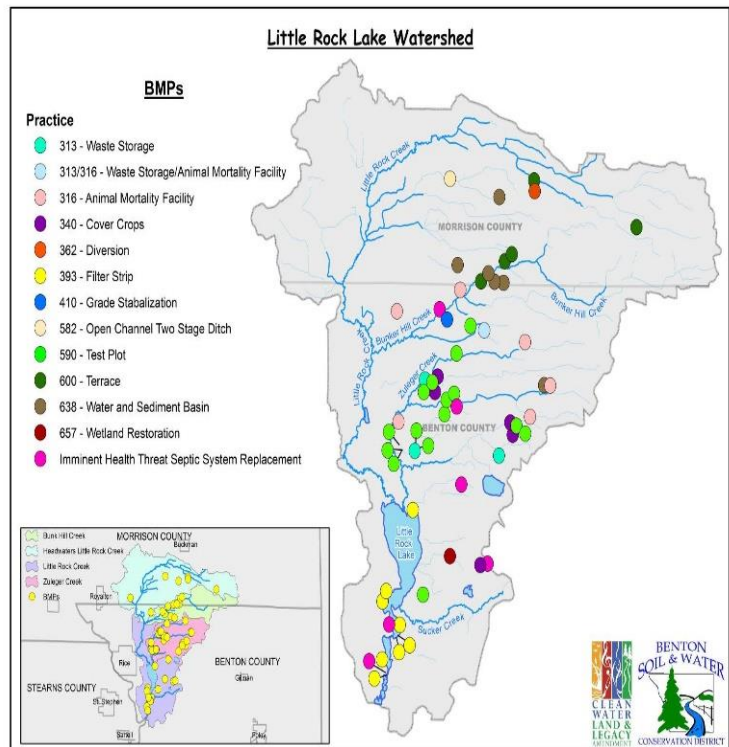 Little Rock Lake Watershed
BMPs
Practice
313 - Waste Storage
313/316 - Waste Storage/Animal Mortality Facility
316 - Animal Mortality Facility
340 - Cover Crops
362 - Diversion
393 - Filter Strip
410 - Grade Stabalization
582 - Open Channel Two Stage Ditch
590 - Test Plot
600 - Terrace
638 - Water and Sediment Basin
657 - Wetland Restoration
Imminent Health Threat Septic System Replacement
Little Rock Creek
MORRISON COUNTY
Bunker Hill Creek
Bunker Hill Creek
Little Rock Creek
Zuleger Creek
BENTON COUNTY
Little
Rock
Lake
Sucker Creek
Bunk Hill Creek
Headwaters Little Rock Creek
Little Rock Creek
Zuleger Creek
BMPs
MORRISON COUNTY
Buckman
Royalton
Rice
BENTON COUNTY
Gilman
STEARNS COUNTY
St. Stephen
Sartell
Foley
CLEAN
WATER
LAND &
LEGACY
AMENDMENT
BENTON
SOIL & WATER
CONSERVATION DISTRICT